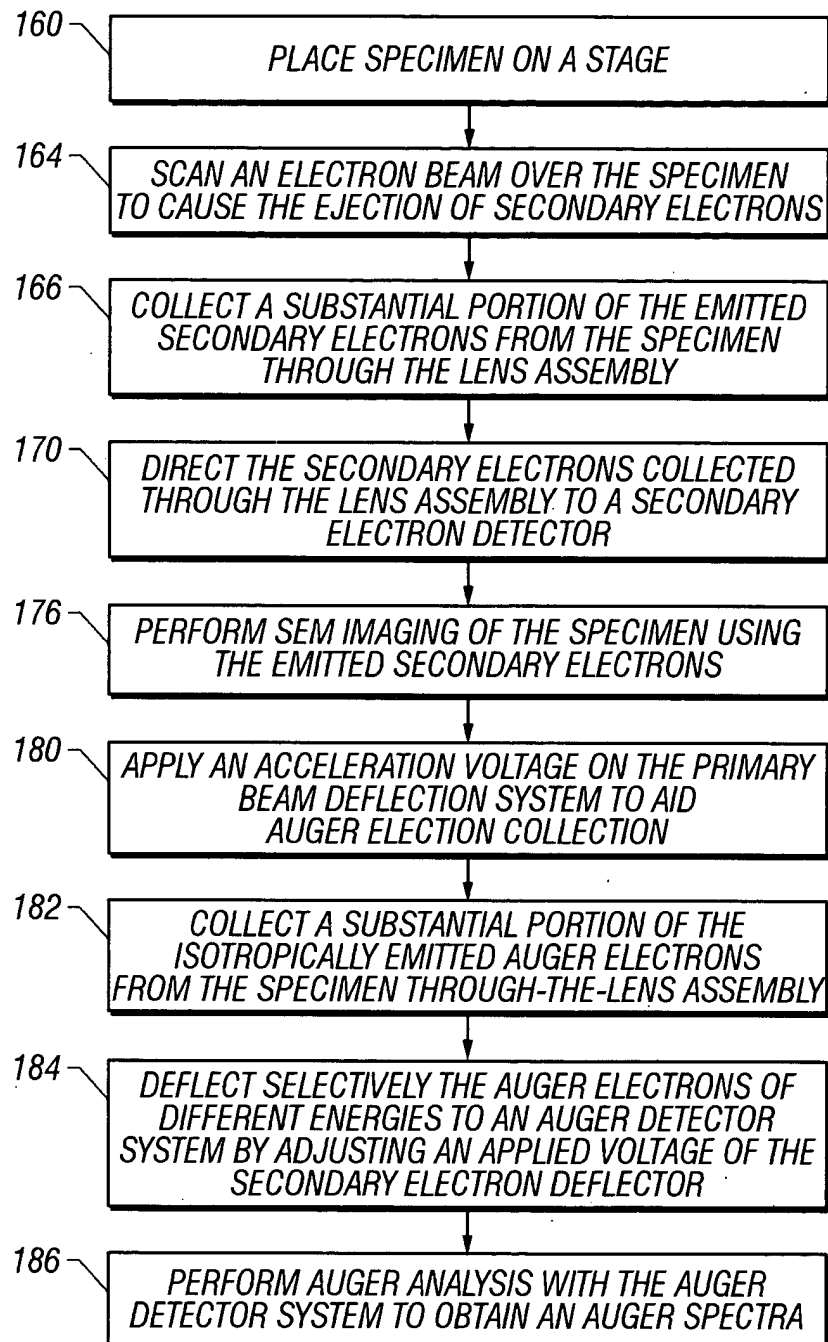 160
PLACE SPECIMEN ON A STAGE
164
SCAN AN ELECTRON BEAM OVER THE SPECIMEN
TO CAUSE THE EJECTION OF SECONDARY ELECTRONS
166
COLLECT A SUBSTANTIAL PORTION OF THE EMITTED
SECONDARY ELECTRONS FROM THE SPECIMEN
THROUGH THE LENS ASSEMBLY
170
DIRECT THE SECONDARY ELECTRONS COLLECTED
THROUGH THE LENS ASSEMBLY TO A SECONDARY
ELECTRON DETECTOR
176
PERFORM SEM IMAGING OF THE SPECIMEN USING
THE EMITTED SECONDARY ELECTRONS
180
APPLY AN ACCELERATION VOLTAGE ON THE PRIMARY
BEAM DEFLECTION SYSTEM TO AID
AUGER ELECTION COLLECTION
182
COLLECT A SUBSTANTIAL PORTION OF THE
ISOTROPICALLY EMITTED AUGER ELECTRONS
FROM THE SPECIMEN THROUGH-THE-LENS ASSEMBLY
184
DEFLECT SELECTIVELY THE AUGER ELECTRONS OF
DIFFERENT ENERGIES TO AN AUGER DETECTOR
SYSTEM BY ADJUSTING AN APPLIED VOLTAGE OF THE
SECONDARY ELECTRON DEFLECTOR
186
PERFORM AUGER ANALYSIS WITH THE AUGER
DETECTOR SYSTEM TO OBTAIN AN AUGER SPECTRA